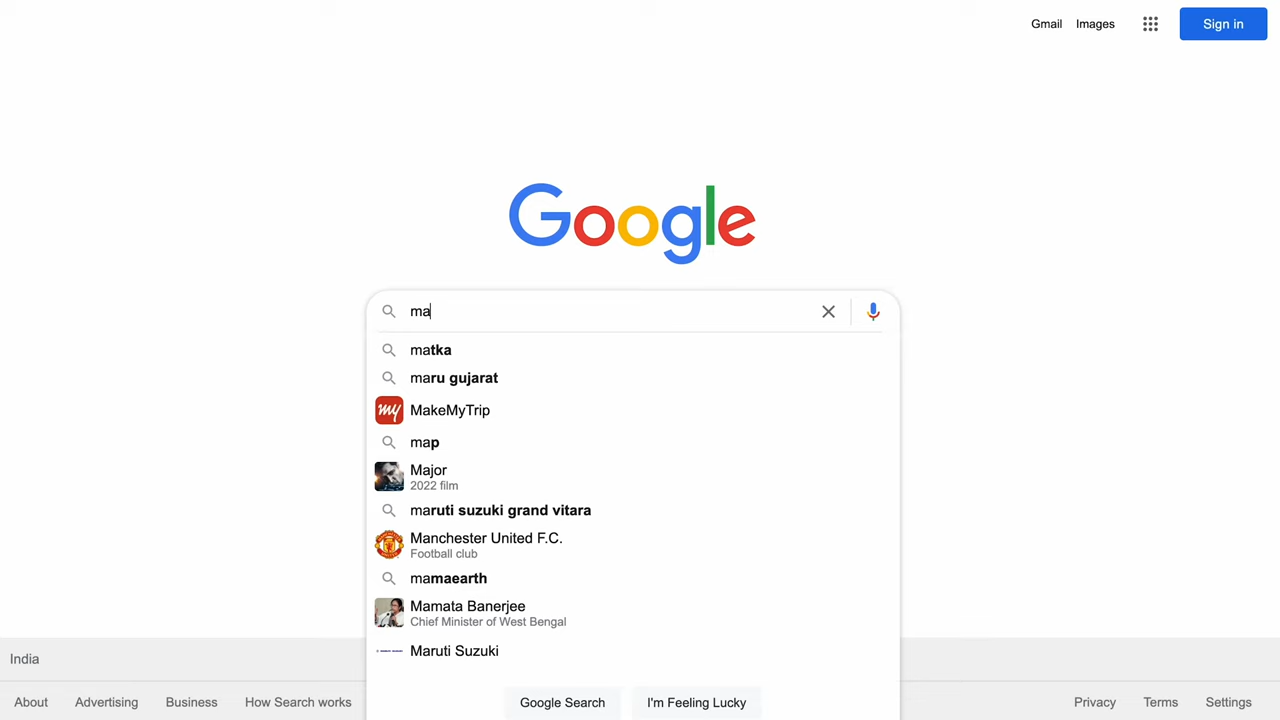 Gmail Images Sign in
Google
ma
matka
maru gujarat
my MakeMyTrip
map
Major
2022 film
maruti suzuki grand vitara
Manchester United F.C.
Football club
mamaearth
Mamata Banerjee
Chief Minister of West Bengal
Maruti Suzuki
Google Search I'm Feeling Lucky
India
About Advertising Business How Search works Privacy Terms Settings